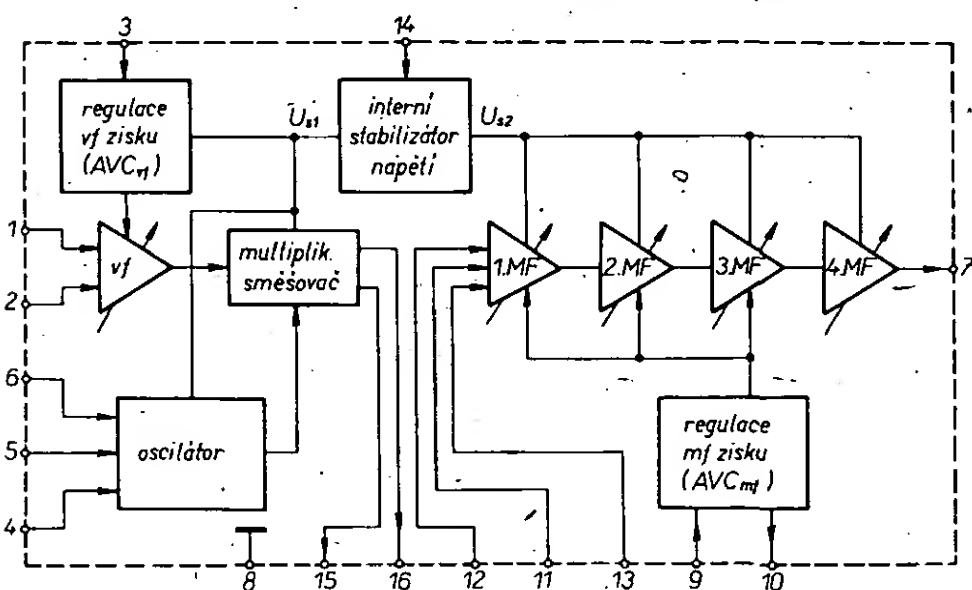 3
14
regulace
vf zisku
(AVCvf)
Us1
interní
stabilizátor
napětí
Us2
1
2
vf
multiplik.
směšovač
1.MF
2.MF
3.MF
4.MF
7
6
5
4
oscilátor
regulace
mf zisku
(AVCmf)
8
15
16
12
11
13
9
10